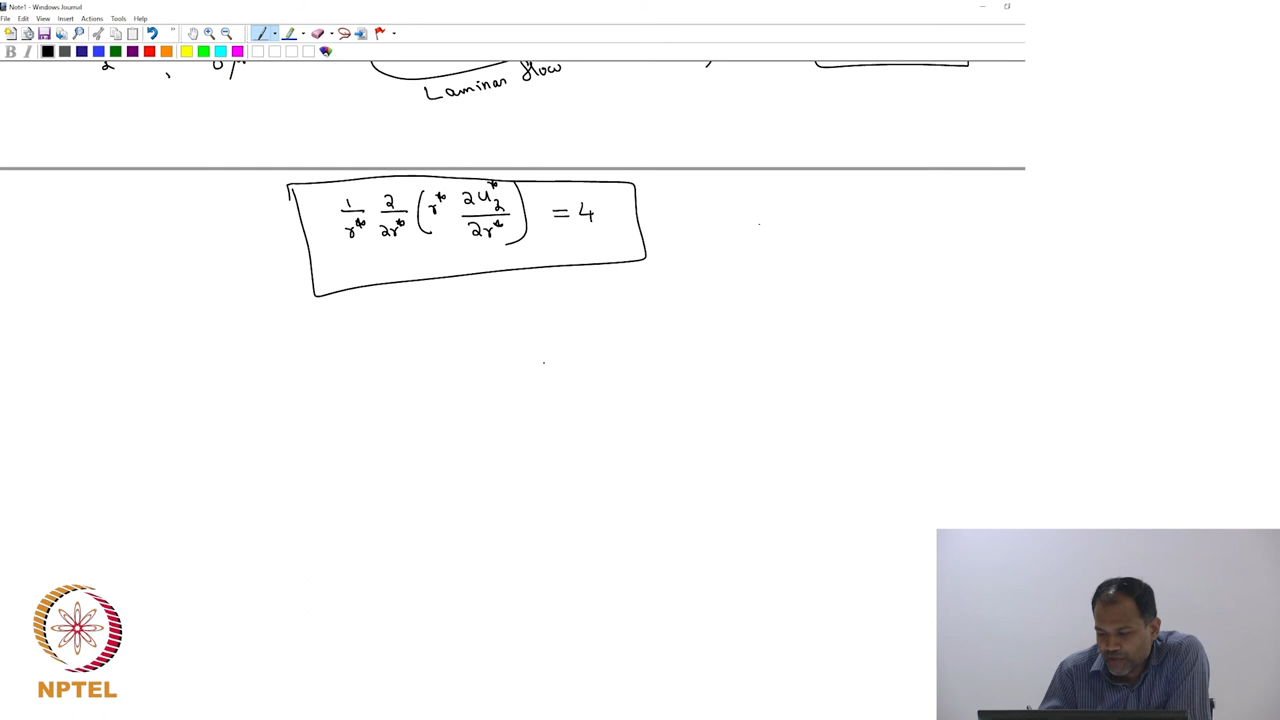 Note1 - Windows Journal
File Edit View Insert Actions Tools Help
B I
Laminar flow
1/r* ∂/∂r* (r* ∂u*z/∂r*) = 4
NPTEL